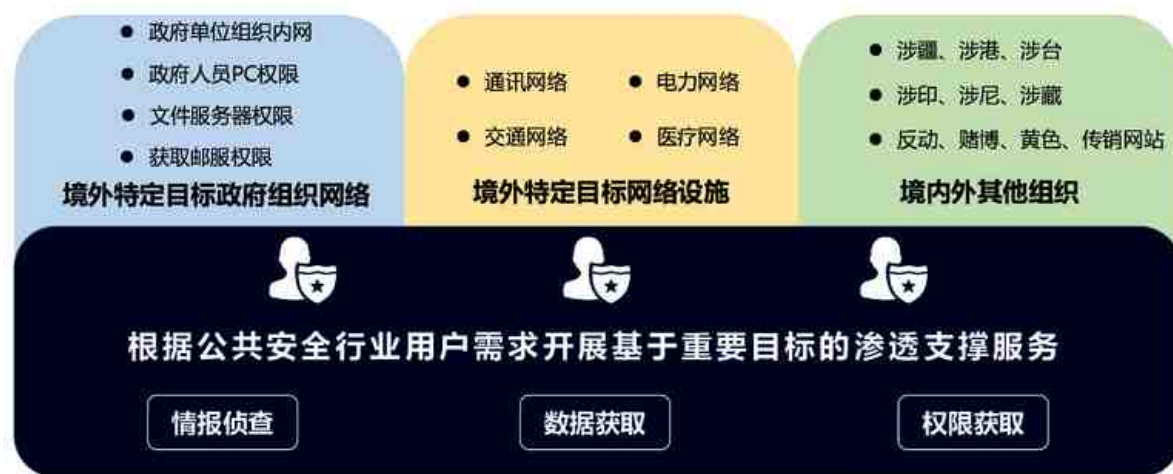 政府单位组织内网
政府人员PC权限
文件服务器权限
获取邮服权限
境外特定目标政府组织网络
通讯网络
电力网络
交通网络
医疗网络
境外特定目标网络设施
涉疆、涉港、涉台
涉印、涉尼、涉藏
反动、赌博、黄色、传销网站
境内外其他组织
根据公共安全行业用户需求开展基于重要目标的渗透支撑服务
情报侦查
数据获取
权限获取